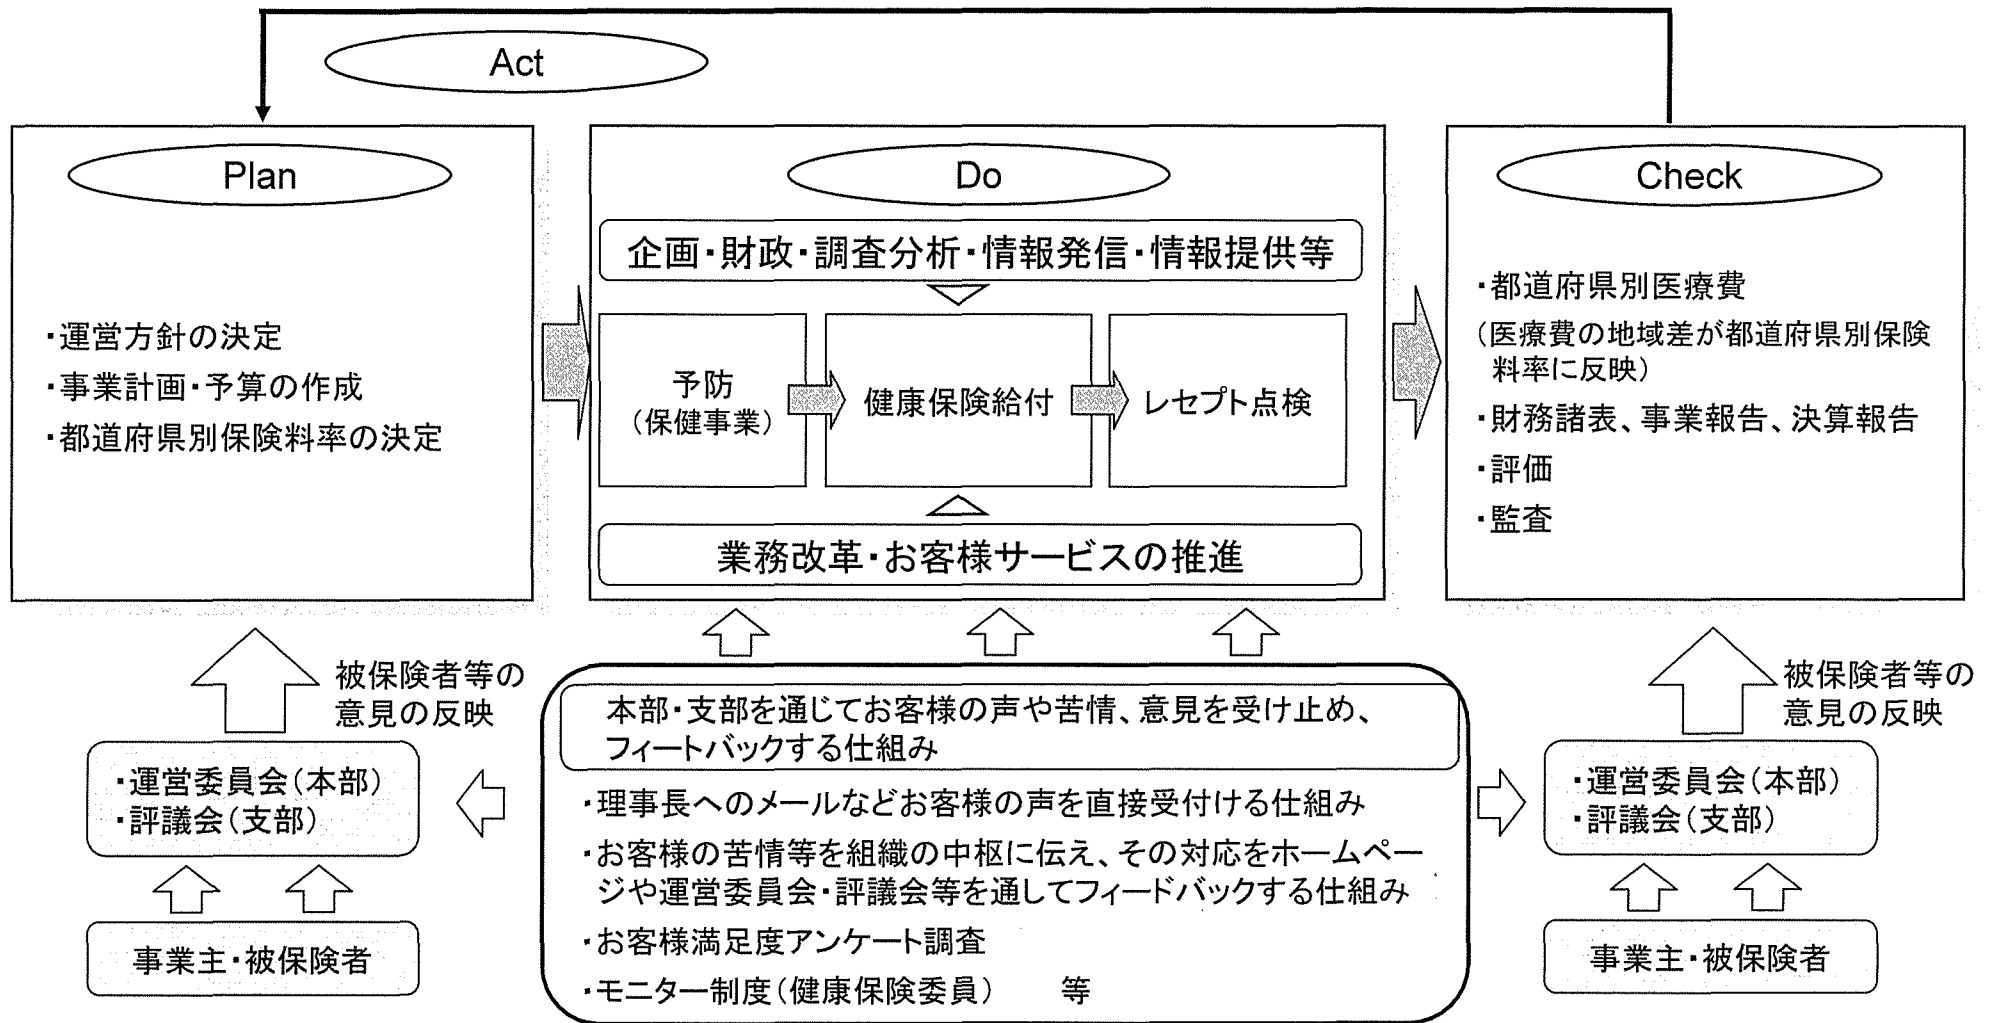 Act
Plan
・運営方針の決定
・事業計画・予算の作成
・都道府県別保険料率の決定
Do
企画・財政・調査分析・情報発信・情報提供等
予防
(保健事業)
健康保険給付
レセプト点検
業務改革・お客様サービスの推進
Check
・都道府県別医療費
(医療費の地域差が都道府県別保険
料率に反映)
・財務諸表、事業報告、決算報告
・評価
・監査
被保険者等の
意見の反映
・運営委員会(本部)
・評議会(支部)
事業主・被保険者
本部・支部を通じてお客様の声や苦情、意見を受け止め、
フィートバックする仕組み
・理事長へのメールなどお客様の声を直接受付ける仕組み
・お客様の苦情等を組織の中枢に伝え、その対応をホームペー
ジや運営委員会・評議会等を通してフィードバックする仕組み
・お客様満足度アンケート調査
・モニター制度(健康保険委員) 等
被保険者等の
意見の反映
・運営委員会(本部)
・評議会(支部)
事業主・被保険者